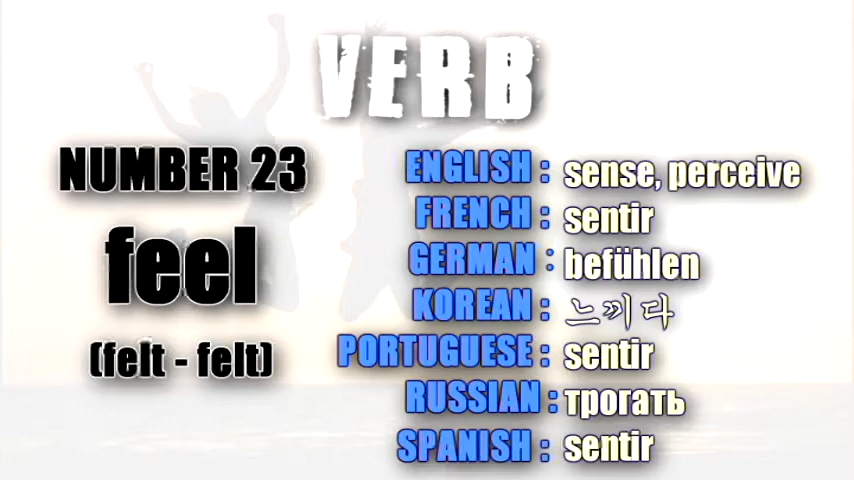 VERB
NUMBER 23
feel
(felt - felt)
ENGLISH : sense, perceive
FRENCH : sentir
GERMAN : befühlen
KOREAN : 느끼다
PORTUGUESE : sentir
RUSSIAN : трогать
SPANISH : sentir